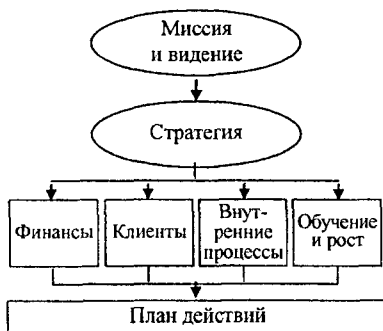 Миссия
и видение
Стратегия
Финансы
Клиенты
Внут-
ренние
процессы
Обучение
и рост
План действий